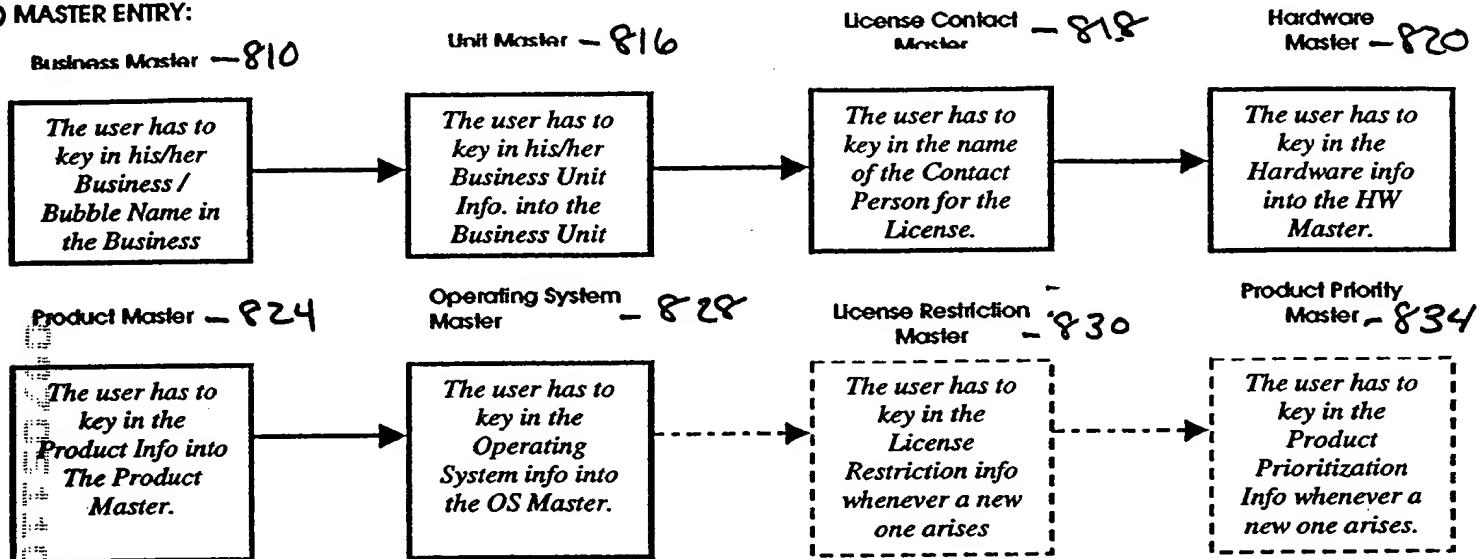 ) MASTER ENTRY:
Business Master — 810
The user has to
key in his/her
Business /
Bubble Name in
the Business
Unit Master — 816
The user has to
key in his/her
Business Unit
Info. into the
Business Unit
License Contact — 818
Master
The user has to
key in the name
of the Contact
Person for the
License.
Hardware
Master — 820
The user has to
key in the
Hardware info
into the HW
Master.
Product Master — 824
The user has to
key in the
Product Info into
The Product
Master.
Operating System — 828
Master
The user has to
key in the
Operating
System info into
the OS Master.
License Restriction
Master — 830
The user has to
key in the
License
Restriction info
whenever a new
one arises
Product Priority
Master — 834
The user has to
key in the
Product
Prioritization
Info whenever a
new one arises.